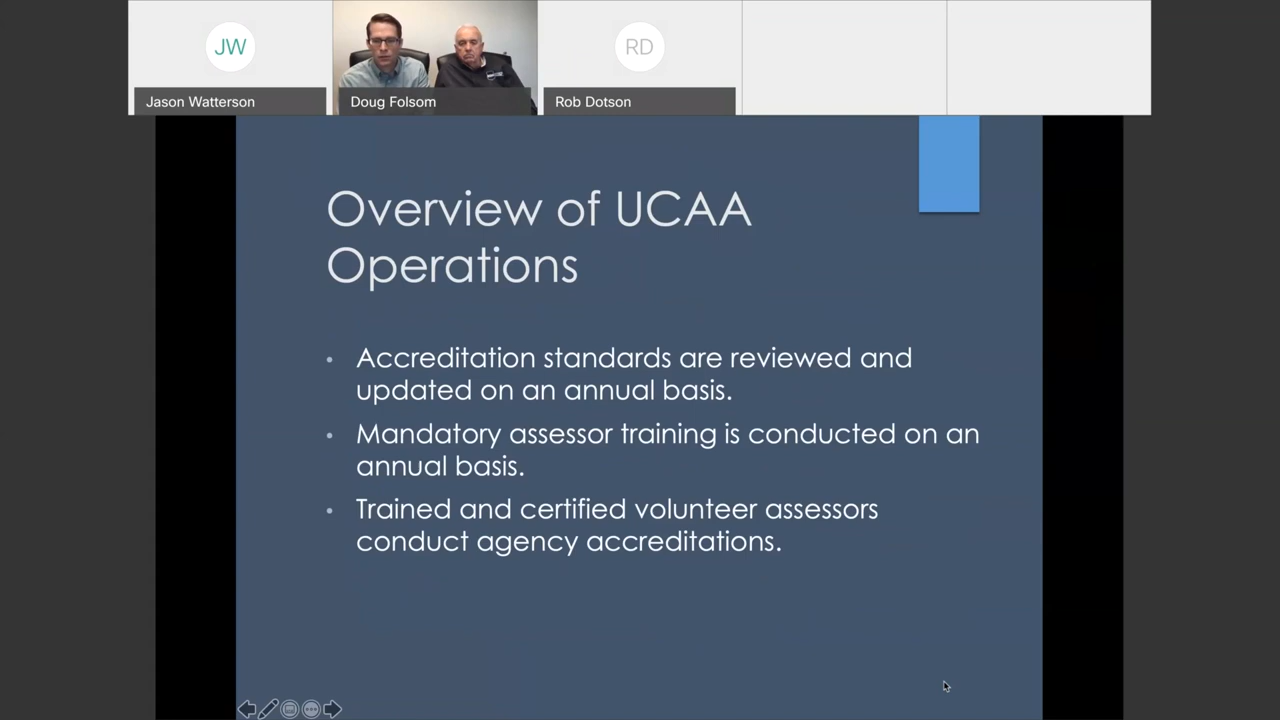 JW
RD
Jason Watterson
Doug Folsom
Rob Dotson
Overview of UCAA
Operations
• Accreditation standards are reviewed and
updated on an annual basis.
• Mandatory assessor training is conducted on an
annual basis.
• Trained and certified volunteer assessors
conduct agency accreditations.